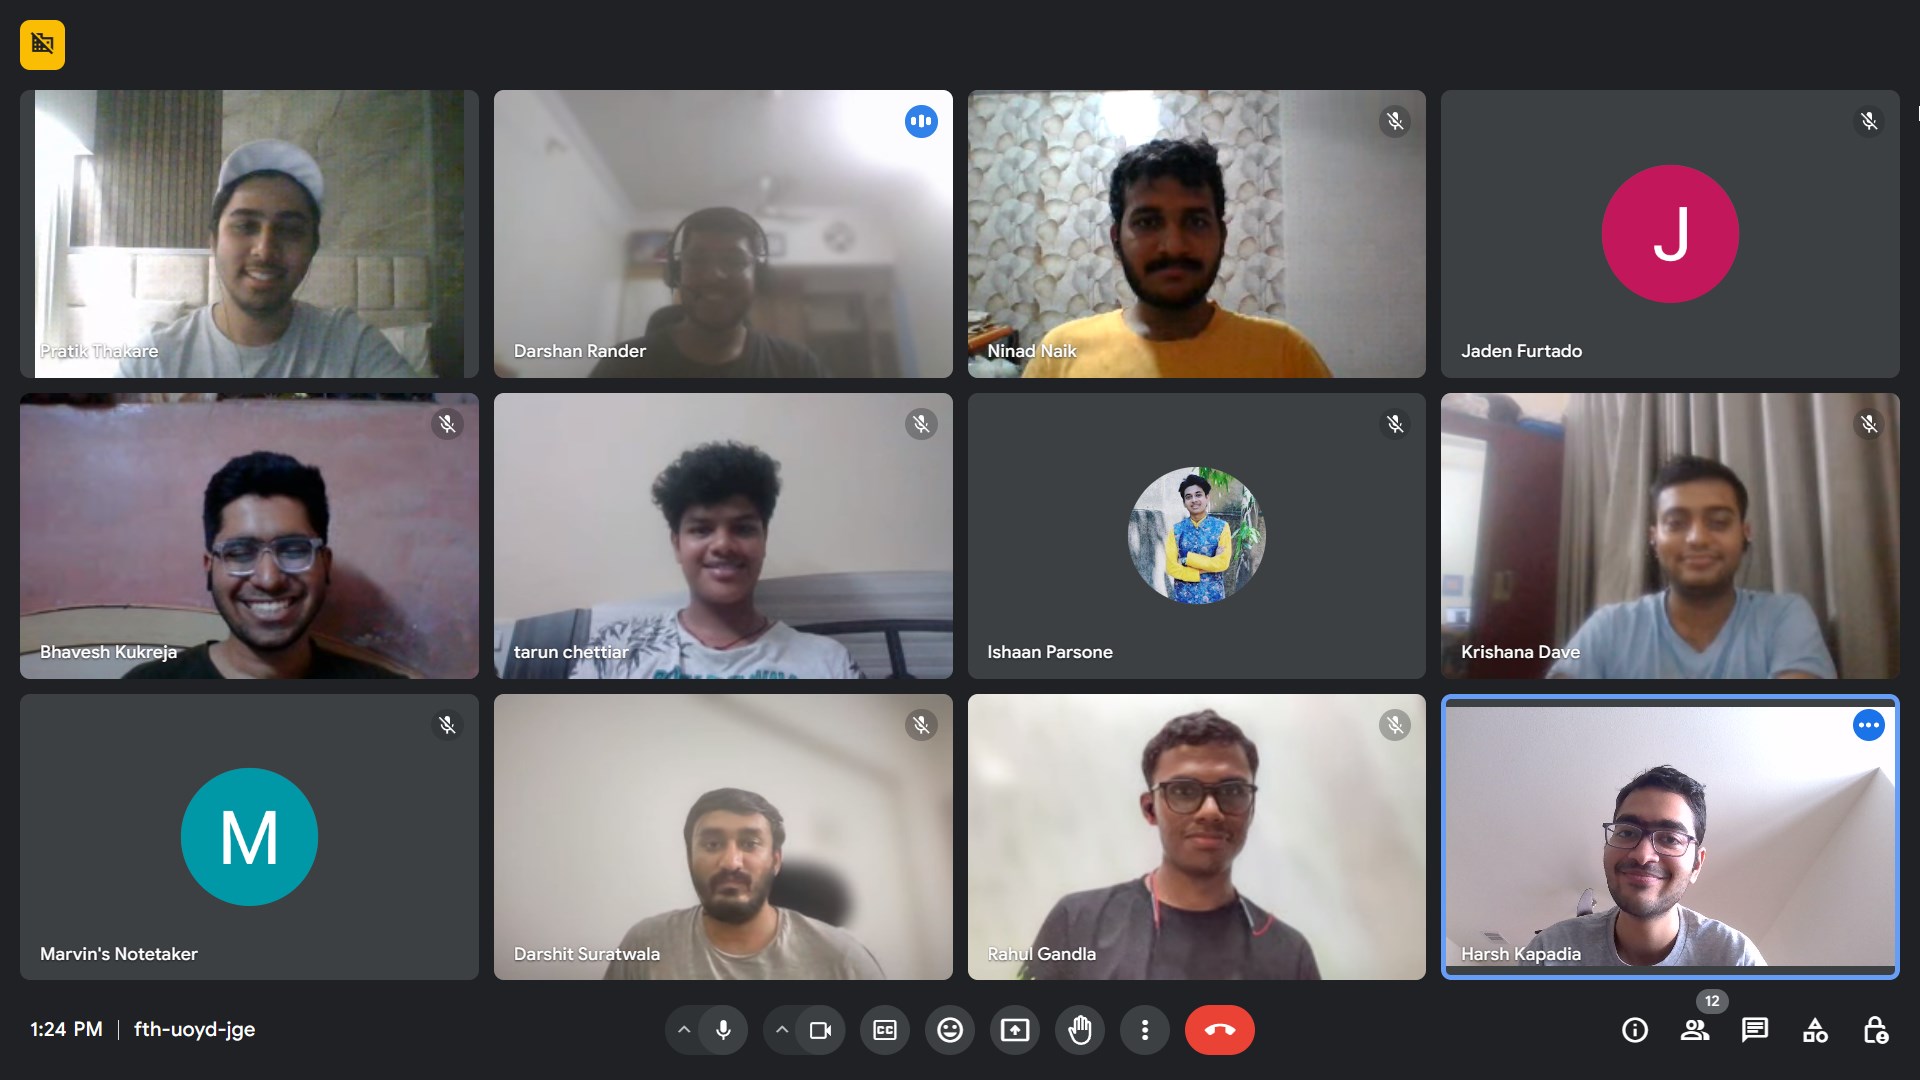 Pratik Thakare
Darshan Rander
Ninad Naik
J
Jaden Furtado
Bhavesh Kukreja
tarun chettiar
Ishaan Parsone
Krishana Dave
M
Marvin's Notetaker
Darshit Suratwala
Rahul Gandla
Harsh Kapadia
12
1:24 PM | fth-uoyd-jge
CC